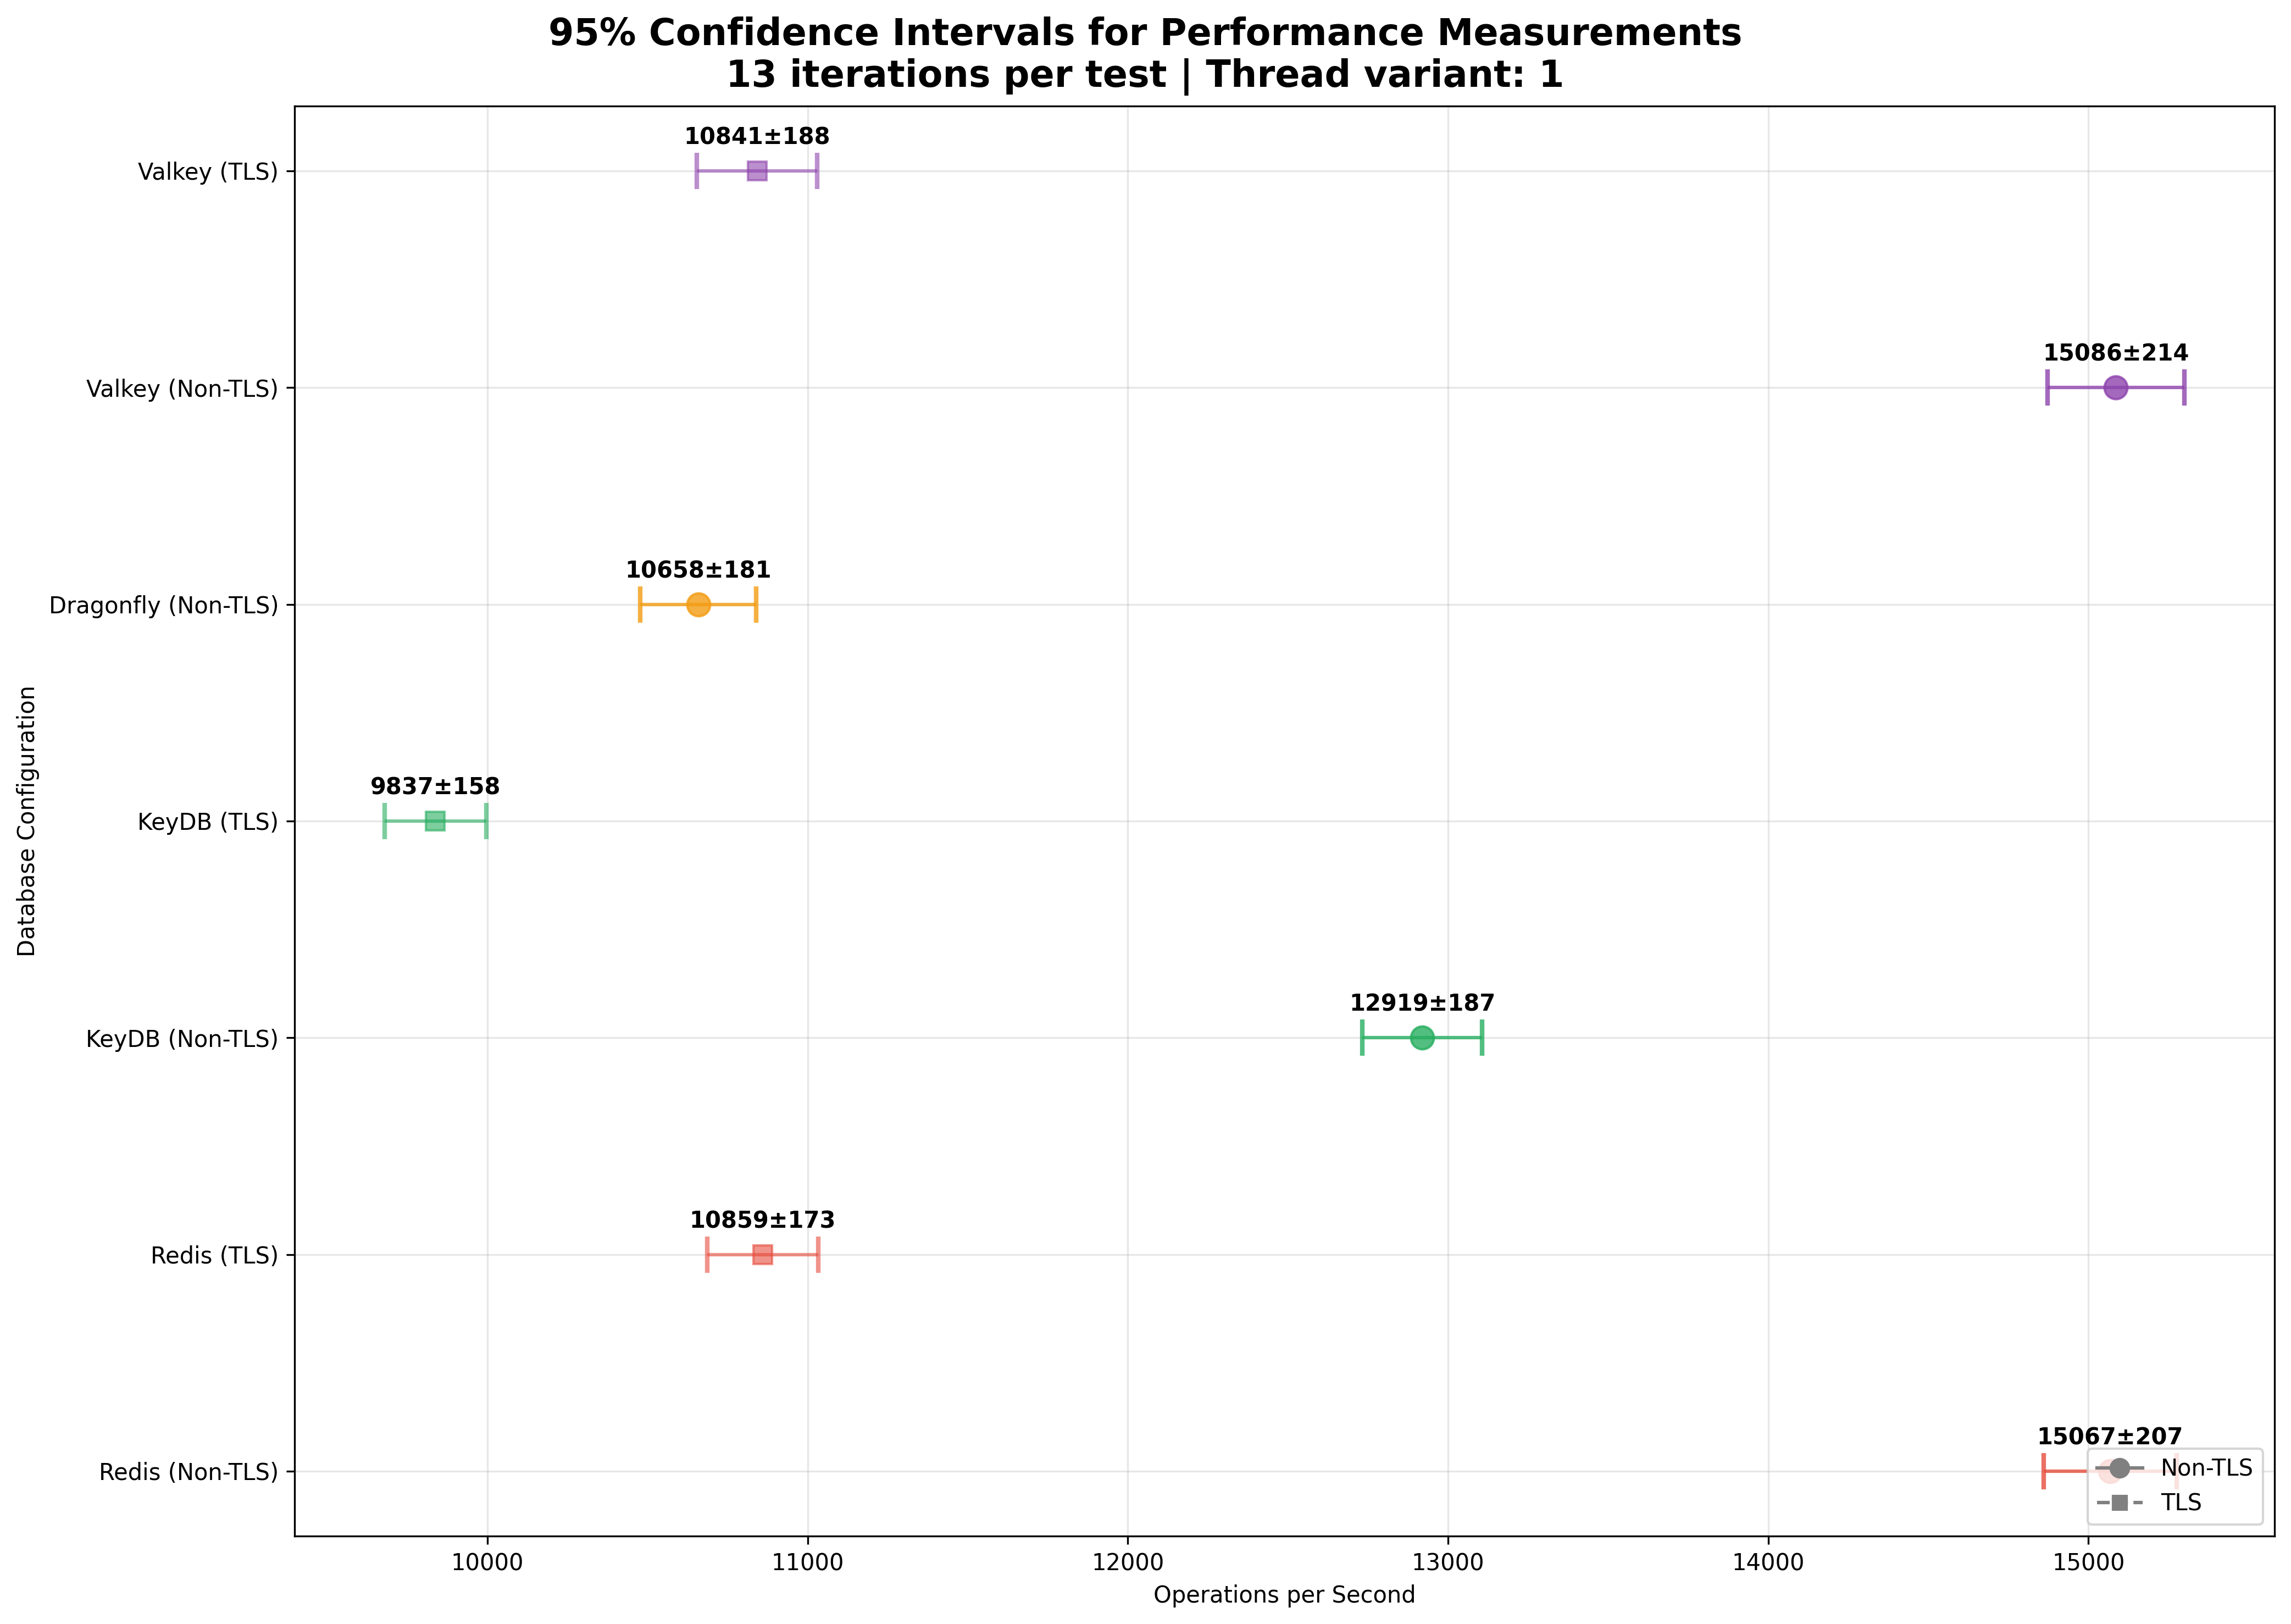 95% Confidence Intervals for Performance Measurements
13 iterations per test | Thread variant: 1
Database Configuration
Valkey (TLS)
10841±188
Valkey (Non-TLS)
15086±214
Dragonfly (Non-TLS)
10658±181
KeyDB (TLS)
9837±158
KeyDB (Non-TLS)
12919±187
Redis (TLS)
10859±173
Redis (Non-TLS)
15067±207
Non-TLS
TLS
10000 11000 12000 13000 14000 15000
Operations per Second